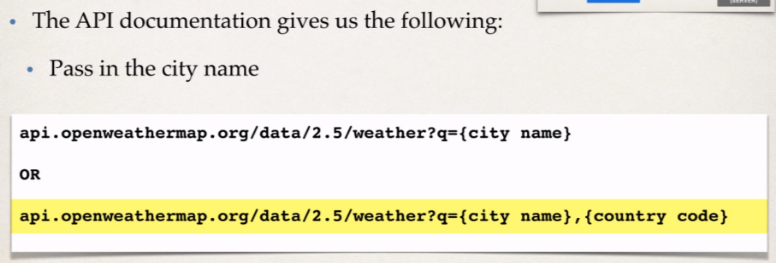 The API documentation gives us the following:
Pass in the city name
(SERVER)
api.openweathermap.org/data/2.5/weather?q={city name}
OR
api.openweathermap.org/data/2.5/weather?q={city name},{country code}